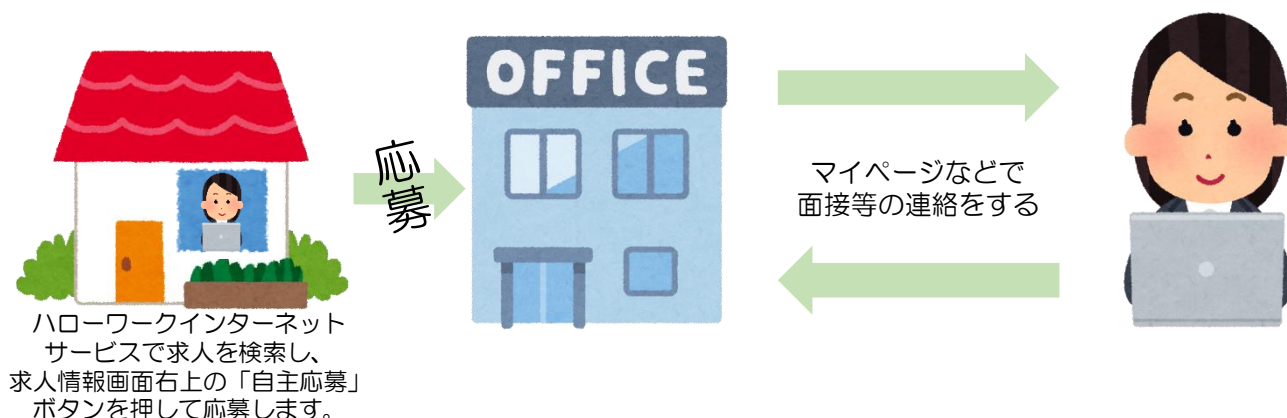 OFFICE
応募
マイページなどで
面接等の連絡をする
ハローワークインターネット
サービスで求人を検索し、
求人情報画面右上の「自主応募」
ボタンを押して応募します。